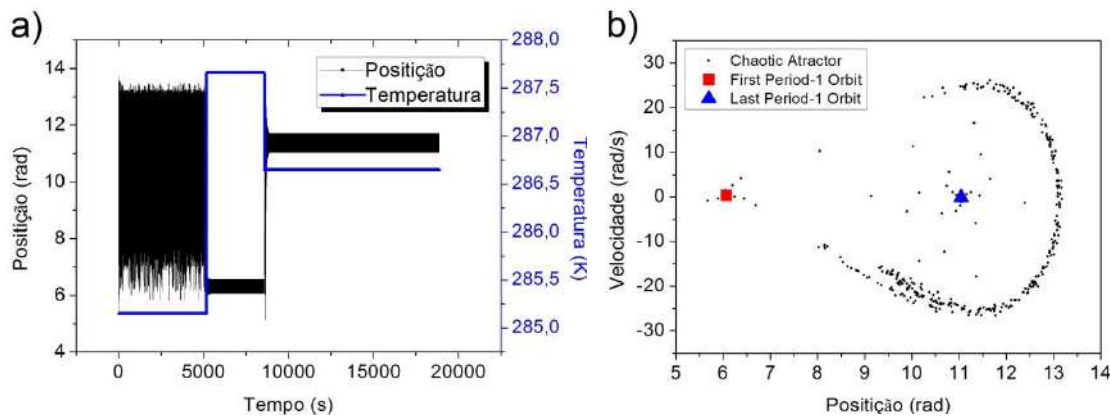 a)
288,0
287,5
287,0
286,5
286,0
285,5
285,0
Temperatura (K)
14
12
10
8
6
4
Posição (rad)
Posição
Temperatura
0 5000 10000 15000 20000
Tempo (s)
b)
30
20
10
0
-10
-20
-30
Velocidade (rad/s)
Chaotic Atractor
First Period-1 Orbit
Last Period-1 Orbit
5 6 7 8 9 10 11 12 13 14
Posição (rad)